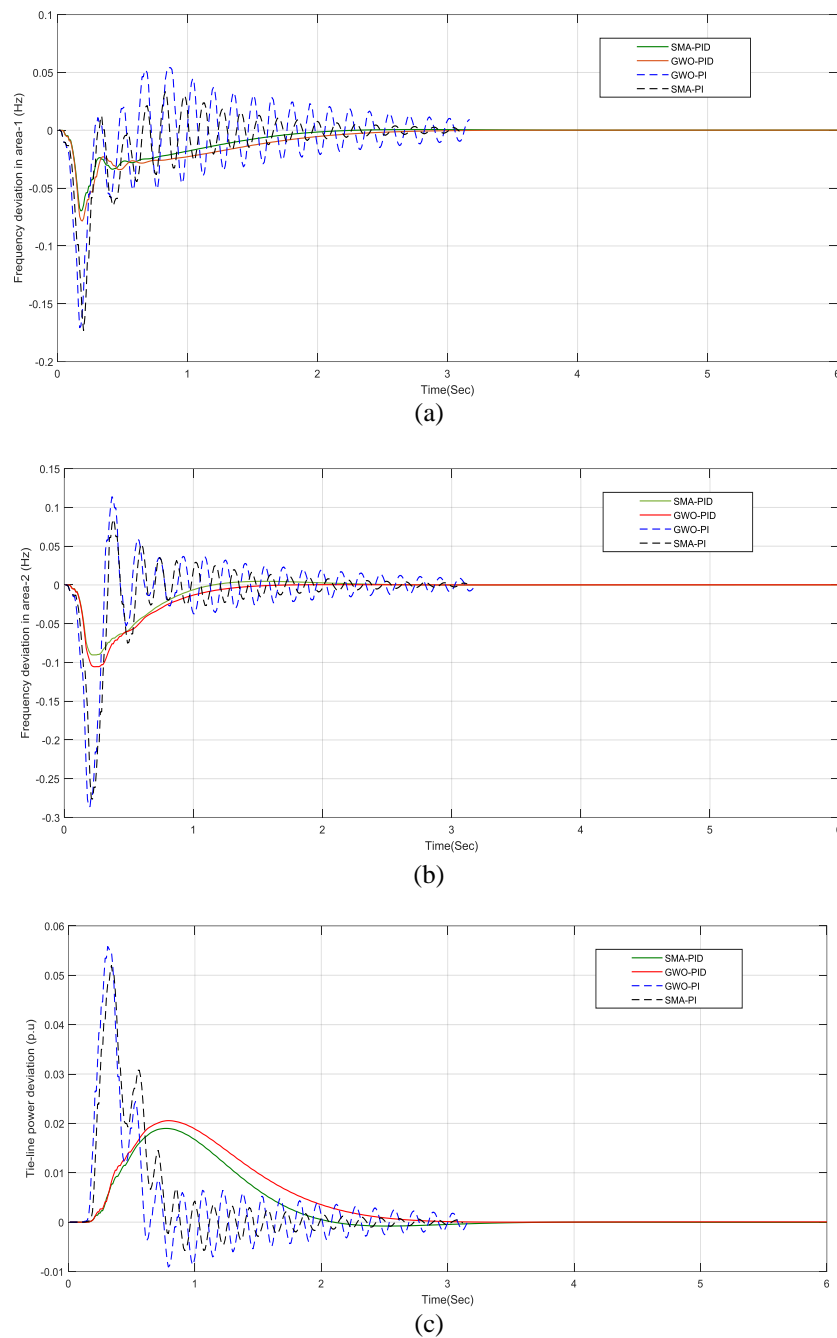 0.1
0.05
0
-0.05
-0.1
-0.15
-0.2
Frequency deviation in area-1 (Hz)
SMA-PID
GWO-PID
GWO-PI
SMA-PI
0 1 2 3 4 5 6
Time(Sec)
(a)
0.15
0.1
0.05
0
-0.05
-0.1
-0.15
-0.2
-0.25
-0.3
Frequency deviation in area-2 (Hz)
SMA-PID
GWO-PID
GWO-PI
SMA-PI
0 1 2 3 4 5 6
Time(Sec)
(b)
0.06
0.05
0.04
0.03
0.02
0.01
0
-0.01
Tie-line power deviation (p.u)
SMA-PID
GWO-PID
GWO-PI
SMA-PI
0 1 2 3 4 5 6
Time(Sec)
(c)